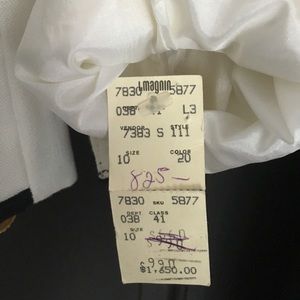 I.magnin
7830 5877
038 41 L3
VENDOR STYLE
7383 S 111
SIZE COLOR
10 20
825-
7830 SKU 5877
DEPT CLASS
038 41
SIZE
10
990
$1,650.00